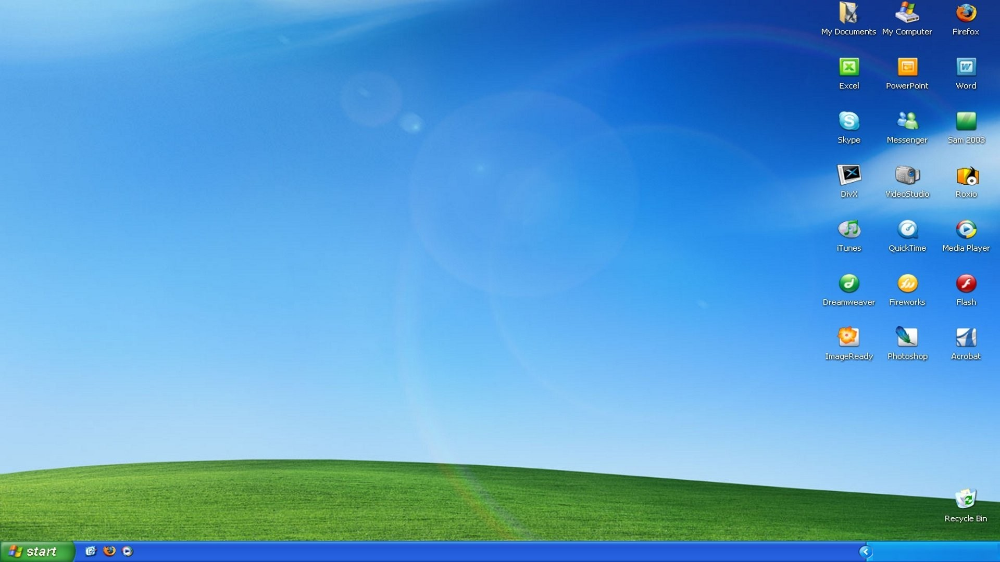 My Documents
My Computer
Firefox
Excel
PowerPoint
Word
Skype
Messenger
Sam 2003
DivX
VideoStudio
Roxio
iTunes
QuickTime
Media Player
Dreamweaver
Fireworks
Flash
ImageReady
Photoshop
Acrobat
Recycle Bin
start